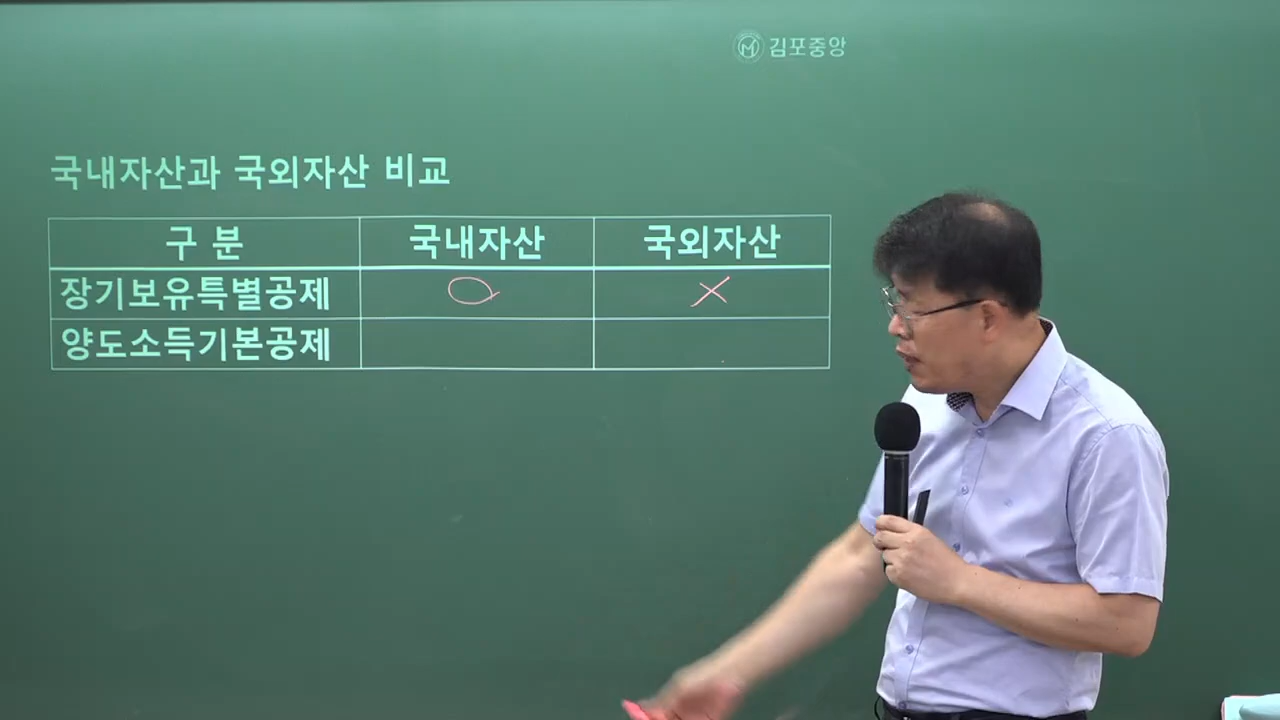 김포중앙
국내자산과 국외자산 비교
구 분 국내자산 국외자산
장기보유특별공제 ○ ×
양도소득기본공제